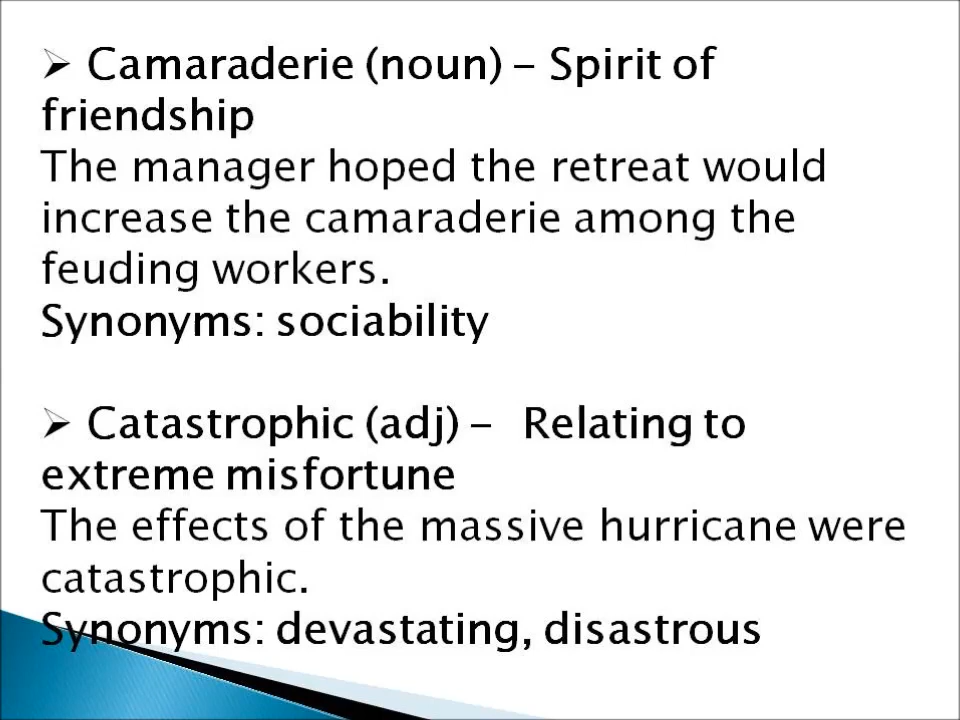 ➢ Camaraderie (noun) – Spirit of
friendship
The manager hoped the retreat would
increase the camaraderie among the
feuding workers.
Synonyms: sociability
➢ Catastrophic (adj) – Relating to
extreme misfortune
The effects of the massive hurricane were
catastrophic.
Synonyms: devastating, disastrous